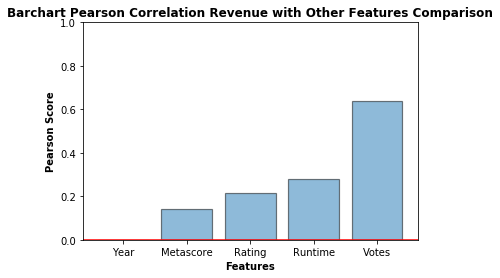 Barchart Pearson Correlation Revenue with Other Features Comparison
1.0
0.8
0.6
0.4
0.2
0.0
Pearson Score
Year Metascore Rating Runtime Votes
Features